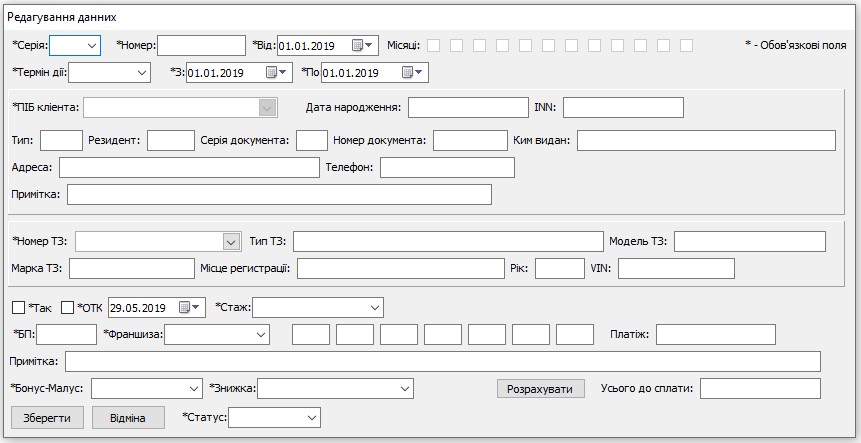 Редагування данних
*Серія: *Номер: *Від: 01.01.2019 Місяці: * - Обов'язкові поля
*Термін дії: *З: 01.01.2019 *По 01.01.2019
*ПІБ клієнта: Дата народження: INN:
Тип: Резидент: Серія документа: Номер документа: Ким видан:
Адреса: Телефон:
Примітка:
*Номер ТЗ: Тип ТЗ: Модель ТЗ:
Марка ТЗ: Місце регистрації: Рік: VIN:
*Так *ОТК 29.05.2019 *Стаж:
*БП: *Франшиза: Платіж:
Примітка:
*Бонус-Малус: *Знижка: Розрахувати Усього до сплати:
Зберегти Відміна *Статус: